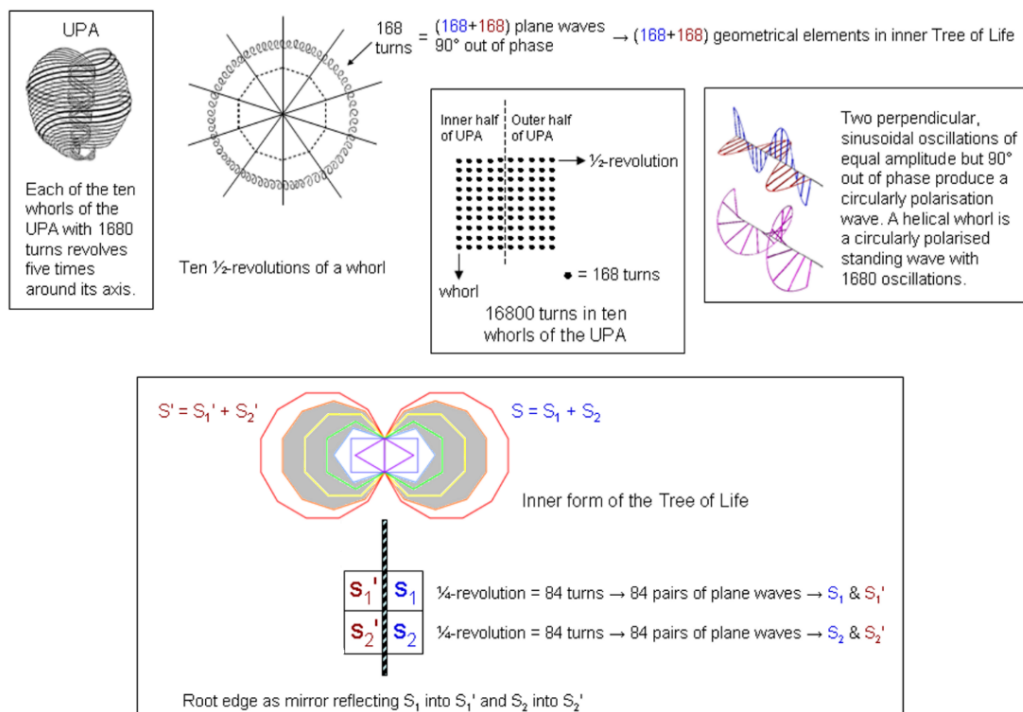 UPA
Each of the ten
whorls of the
UPA with 1680
turns revolves
five times
around its axis.
168
turns
= (168+168) plane waves
90° out of phase
→ (168+168) geometrical elements in inner Tree of Life
Ten ½-revolutions of a whorl
Inner half
of UPA
Outer half
of UPA
½-revolution
whorl
= 168 turns
16800 turns in ten
whorls of the UPA
Two perpendicular,
sinusoidal oscillations of
equal amplitude but 90°
out of phase produce a
circularly polarisation
wave. A helical whorl is
a circularly polarised
standing wave with
1680 oscillations.
S' = S₁' + S₂'
S = S₁ + S₂
Inner form of the Tree of Life
S₁' S₁ ¼-revolution = 84 turns → 84 pairs of plane waves → S₁ & S₁'
S₂' S₂ ¼-revolution = 84 turns → 84 pairs of plane waves → S₂ & S₂'
Root edge as mirror reflecting S₁ into S₁' and S₂ into S₂'